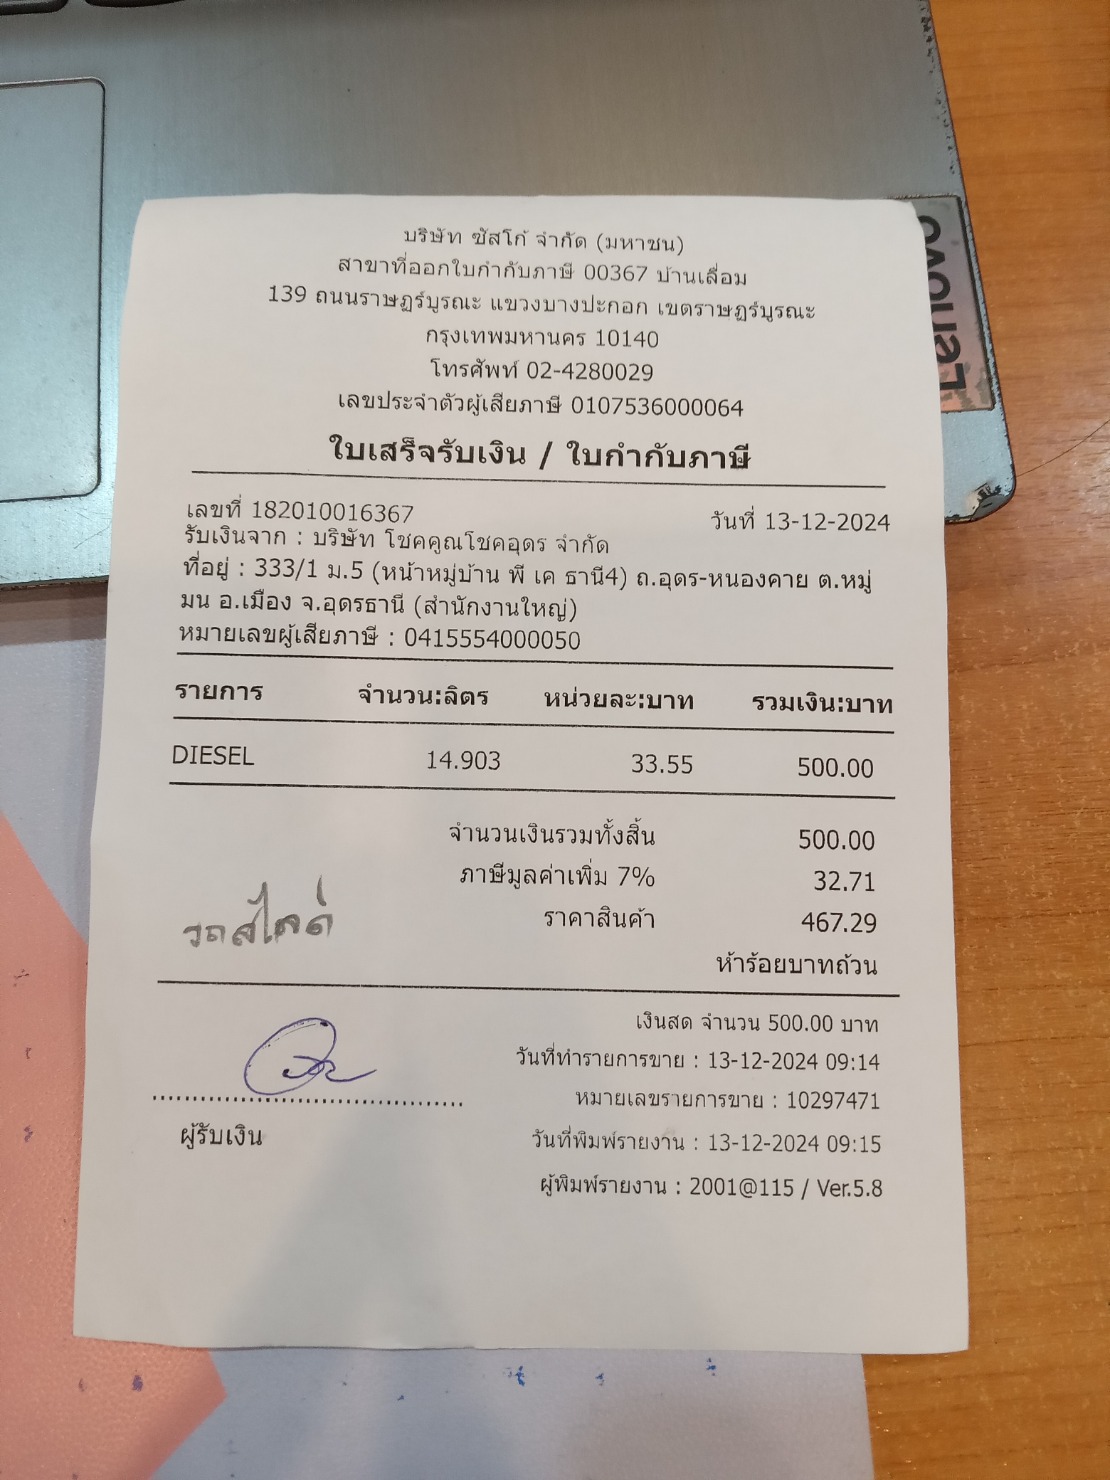 บริษัท ซัสโก้ จำกัด (มหาชน)
สาขาที่ออกใบกำกับภาษี 00367 บ้านเลื่อม
139 ถนนราษฎร์บูรณะ แขวงบางปะกอก เขตราษฎร์บูรณะ
กรุงเทพมหานคร 10140
โทรศัพท์ 02-4280029
เลขประจำตัวผู้เสียภาษี 0107536000064
ใบเสร็จรับเงิน / ใบกำกับภาษี
เลขที่ 182010016367 วันที่ 13-12-2024
รับเงินจาก : บริษัท โชคคูณโชคอุดร จำกัด
ที่อยู่ : 333/1 ม.5 (หน้าหมู่บ้าน พี เค ธานี4) ถ.อุดร-หนองคาย ต.หมู่
มน อ.เมือง จ.อุดรธานี (สำนักงานใหญ่)
หมายเลขผู้เสียภาษี : 0415554000050
รายการ จำนวน:ลิตร หน่วยละ:บาท รวมเงิน:บาท
DIESEL 14.903 33.55 500.00
จำนวนเงินรวมทั้งสิ้น 500.00
ภาษีมูลค่าเพิ่ม 7% 32.71
ราคาสินค้า 467.29
รถสไลด์
ห้าร้อยบาทถ้วน
เงินสด จำนวน 500.00 บาท
วันที่ทำรายการขาย : 13-12-2024 09:14
หมายเลขรายการขาย : 10297471
ผู้รับเงิน
วันที่พิมพ์รายงาน : 13-12-2024 09:15
ผู้พิมพ์รายงาน : 2001@115 / Ver.5.8
Lenovo